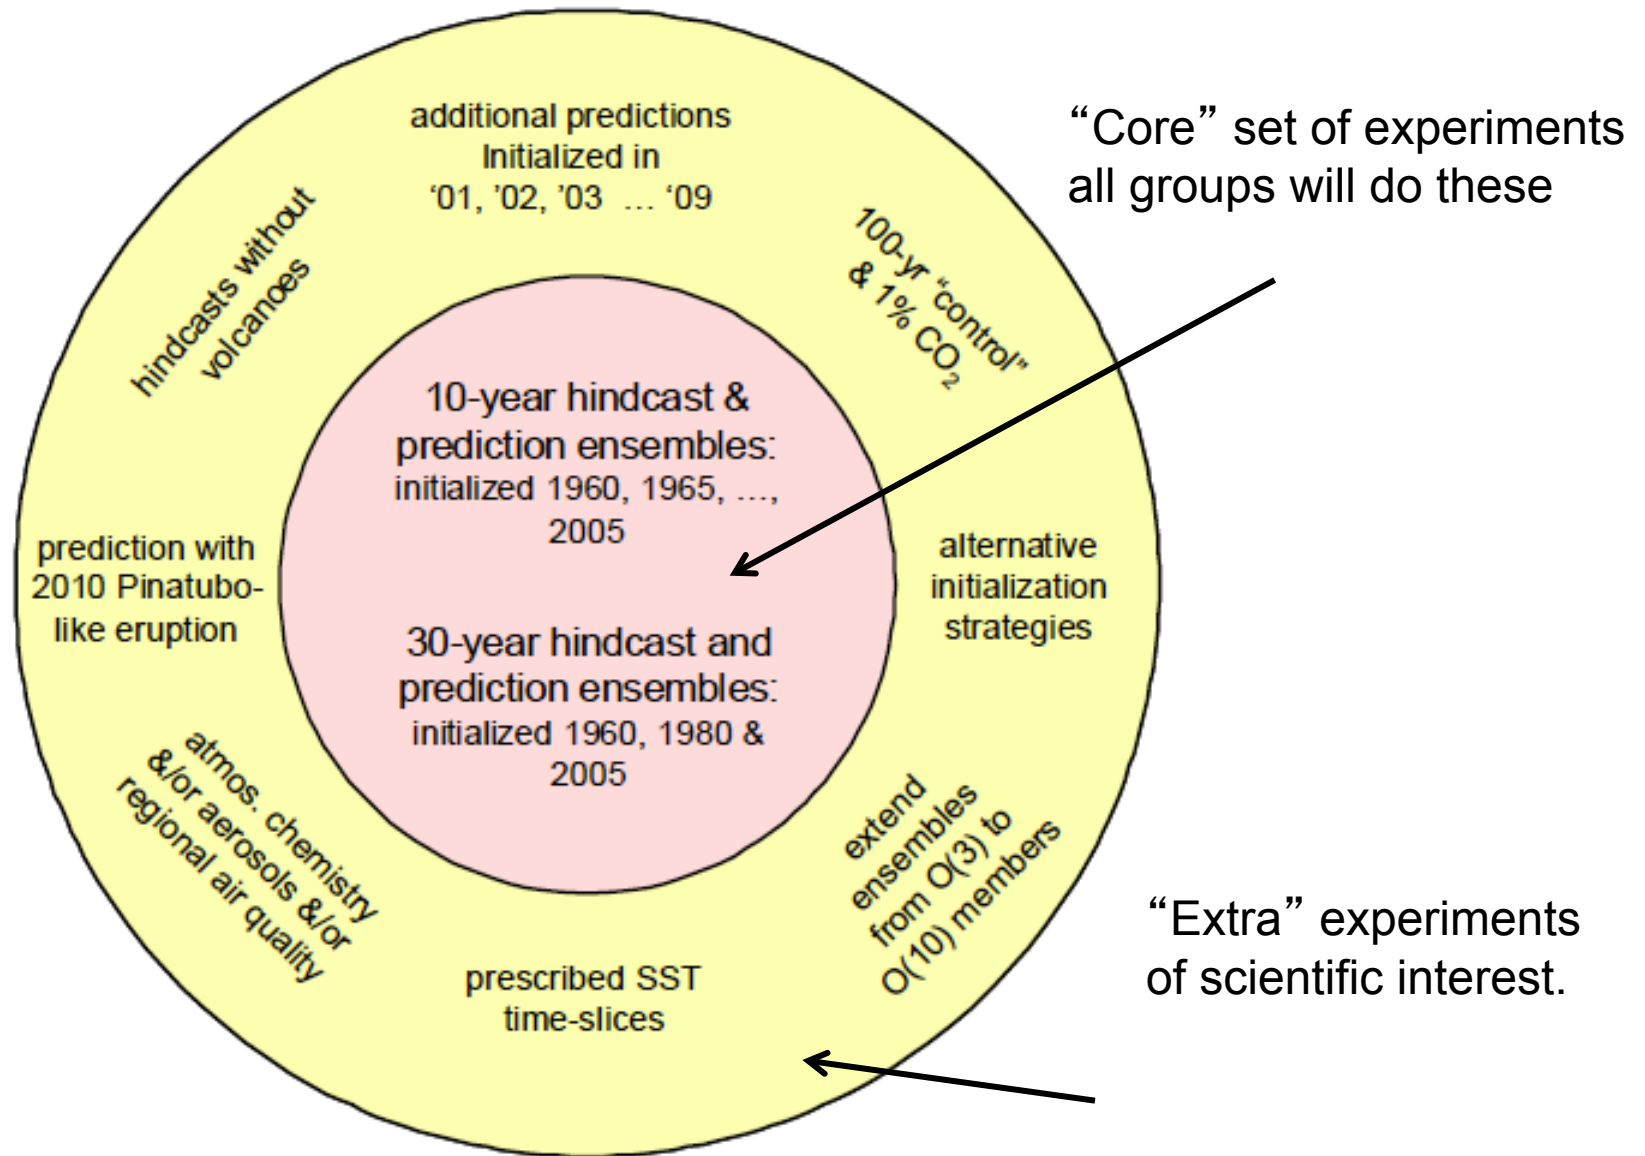 additional predictions
Initialized in
‘01, ’02, ’03 … ‘09
“Core” set of experiments
all groups will do these
hindcasts without
volcanoes
100-yr “control”
& 1% CO₂
10-year hindcast &
prediction ensembles:
initialized 1960, 1965, …,
2005
prediction with
2010 Pinatubo-
like eruption
alternative
initialization
strategies
30-year hindcast and
prediction ensembles:
initialized 1960, 1980 &
2005
atmos. chemistry
&/or aerosols &/or
regional air quality
extend
ensembles
from O(3) to
O(10) members
prescribed SST
time-slices
“Extra” experiments
of scientific interest.